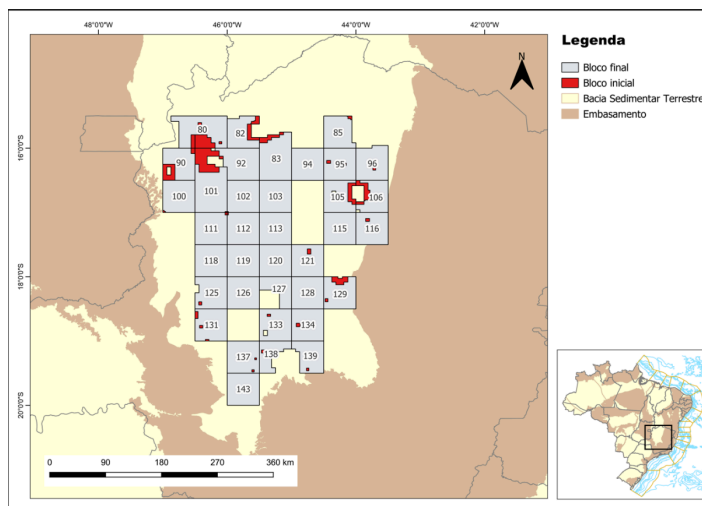 48°0'0"W 46°0'0"W 44°0'0"W 42°0'0"W
Legenda
N
Bloco final
Bloco inicial
Bacia Sedimentar Terrestre
Embasamento
80 82 85
16°0'0"S
90 92 83 94 95 96
100 101 102 103 105 106
111 112 113 115 116
118 119 120 121
18°0'0"S
125 126 127 128 129
131 133 134
137 138 139
143
20°0'0"S
0 90 180 270 360 km